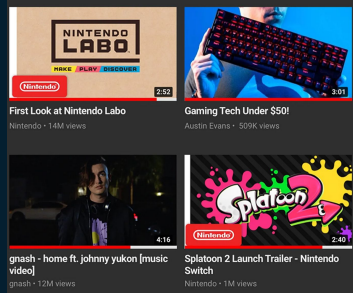 NINTENDO
LABO
MAKE PLAY DISCOVER
Nintendo
2:52
3:01
First Look at Nintendo Labo
Nintendo • 14M views
Gaming Tech Under $50!
Austin Evans • 509K views
4:16
Splatoon 2
Nintendo
2:40
gnash - home ft. johnny yukon [music
video]
gnash • 12M views
Splatoon 2 Launch Trailer - Nintendo
Switch
Nintendo • 1M views